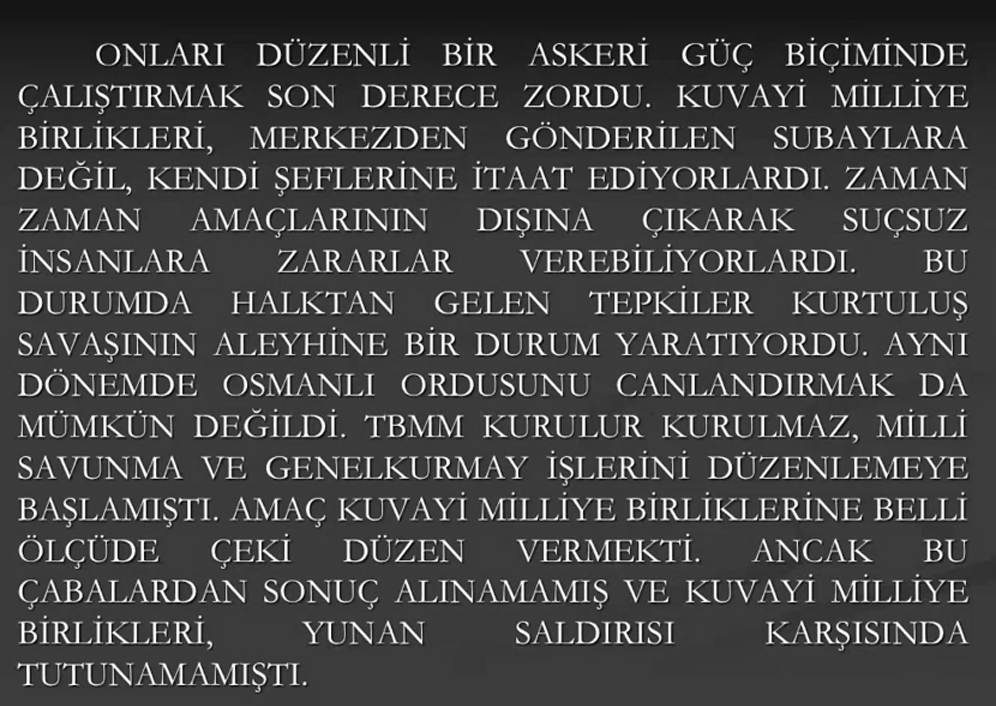 ONLARI DÜZENLİ BİR ASKERİ GÜÇ BİÇİMİNDE
ÇALIŞTIRMAK SON DERECE ZORDU. KUVAYİ MİLLİYE
BİRLİKLERİ, MERKEZDEN GÖNDERİLEN SUBAYLARA
DEĞİL, KENDİ ŞEFLERİNE İTAAT EDİYORLARDI. ZAMAN
ZAMAN AMAÇLARININ DIŞINA ÇIKARAK SUÇSUZ
İNSANLARA ZARARLAR VEREBİLİYORLARDI. BU
DURUMDA HALKTAN GELEN TEPKİLER KURTULUŞ
SAVAŞININ ALEYHİNE BİR DURUM YARATIYORDU. AYNI
DÖNEMDE OSMANLI ORDUSUNU CANLANDIRMAK DA
MÜMKÜN DEĞİLDİ. TBMM KURULUR KURULMAZ, MİLLİ
SAVUNMA VE GENELKURMAY İŞLERİNİ DÜZENLEMEYE
BAŞLAMIŞTI. AMAÇ KUVAYİ MİLLİYE BİRLİKLERİNE BELLİ
ÖLÇÜDE ÇEKİ DÜZEN VERMEKTİ. ANCAK BU
ÇABALARDAN SONUÇ ALINAMAMIŞ VE KUVAYİ MİLLİYE
BİRLİKLERİ, YUNAN SALDIRISI KARŞISINDA
TUTUNAMAMIŞTI.